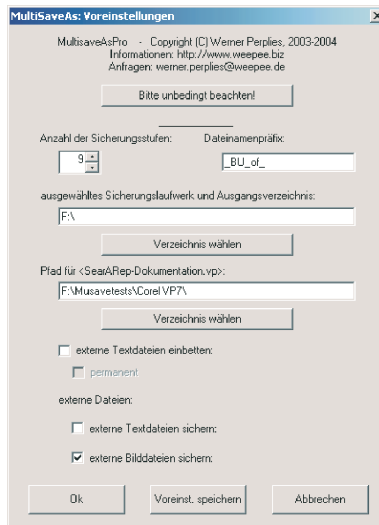 MultiSaveAs: Voreinstellungen
MultisaveAsPro - Copyright (C) Werner Perplies, 2003-2004
Informationen: http://www.weepee.biz
Anfragen: werner.perplies@weepee.de
Bitte unbedingt beachten!
Anzahl der Sicherungsstufen: Dateinamenpräfix:
9 _BU_of_
ausgewähltes Sicherungslaufwerk und Ausgangsverzeichnis:
F:\
Verzeichnis wählen
Pfad für <SearARep-Dokumentation.vp>:
F:\Musavetests\Corel VP7\
Verzeichnis wählen
externe Textdateien einbetten:
permanent
externe Dateien:
externe Textdateien sichern:
externe Bilddateien sichern:
Ok Voreinst. speichern Abbrechen